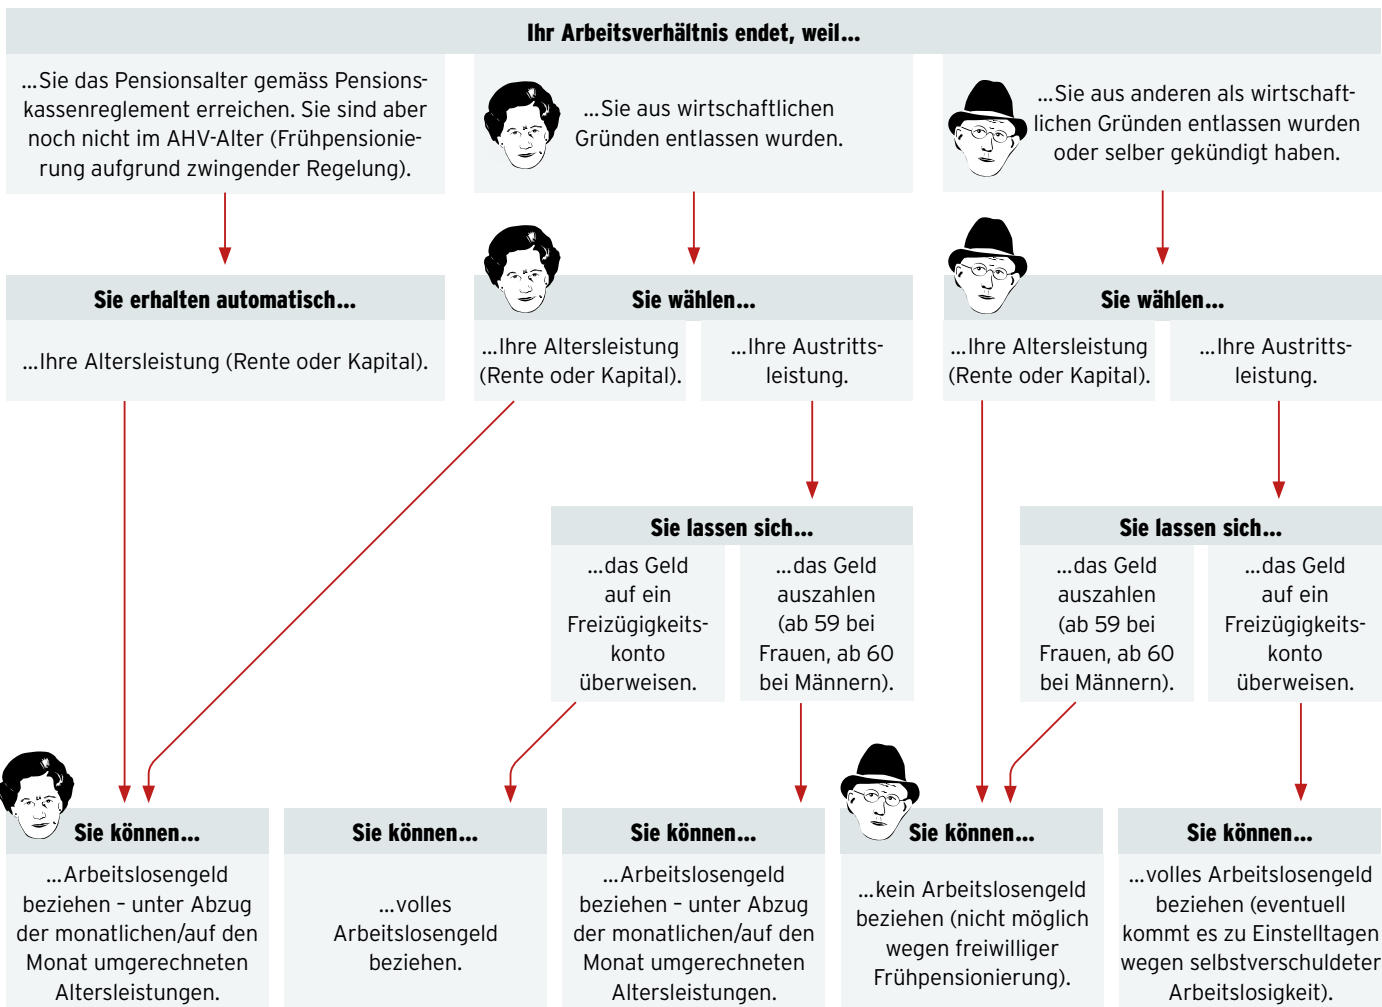 Ihr Arbeitsverhältnis endet, weil...
...Sie das Pensionsalter gemäss Pensions-
kassenreglement erreichen. Sie sind aber
noch nicht im AHV-Alter (Frühpensionie-
rung aufgrund zwingender Regelung).
...Sie aus wirtschaftlichen
Gründen entlassen wurden.
...Sie aus anderen als wirtschaft-
lichen Gründen entlassen wurden
oder selber gekündigt haben.
Sie erhalten automatisch...
...Ihre Altersleistung (Rente oder Kapital).
Sie wählen...
...Ihre Altersleistung
(Rente oder Kapital).
...Ihre Austritts-
leistung.
Sie wählen...
...Ihre Altersleistung
(Rente oder Kapital).
...Ihre Austritts-
leistung.
Sie lassen sich...
...das Geld
auf ein
Freizügigkeits-
konto
überweisen.
...das Geld
auszahlen
(ab 59 bei
Frauen, ab 60
bei Männern).
Sie lassen sich...
...das Geld
auszahlen
(ab 59 bei
Frauen, ab 60
bei Männern).
...das Geld
auf ein
Freizügigkeits-
konto
überweisen.
Sie können...
...Arbeitslosengeld
beziehen – unter Abzug
der monatlichen/auf den
Monat umgerechneten
Altersleistungen.
Sie können...
...volles
Arbeitslosengeld
beziehen.
Sie können...
...Arbeitslosengeld
beziehen – unter Abzug
der monatlichen/auf den
Monat umgerechneten
Altersleistungen.
Sie können...
...kein Arbeitslosengeld
beziehen (nicht möglich
wegen freiwilliger
Frühpensionierung).
Sie können...
...volles Arbeitslosengeld
beziehen (eventuell
kommt es zu Einstelltagen
wegen selbstverschuldeter
Arbeitslosigkeit).